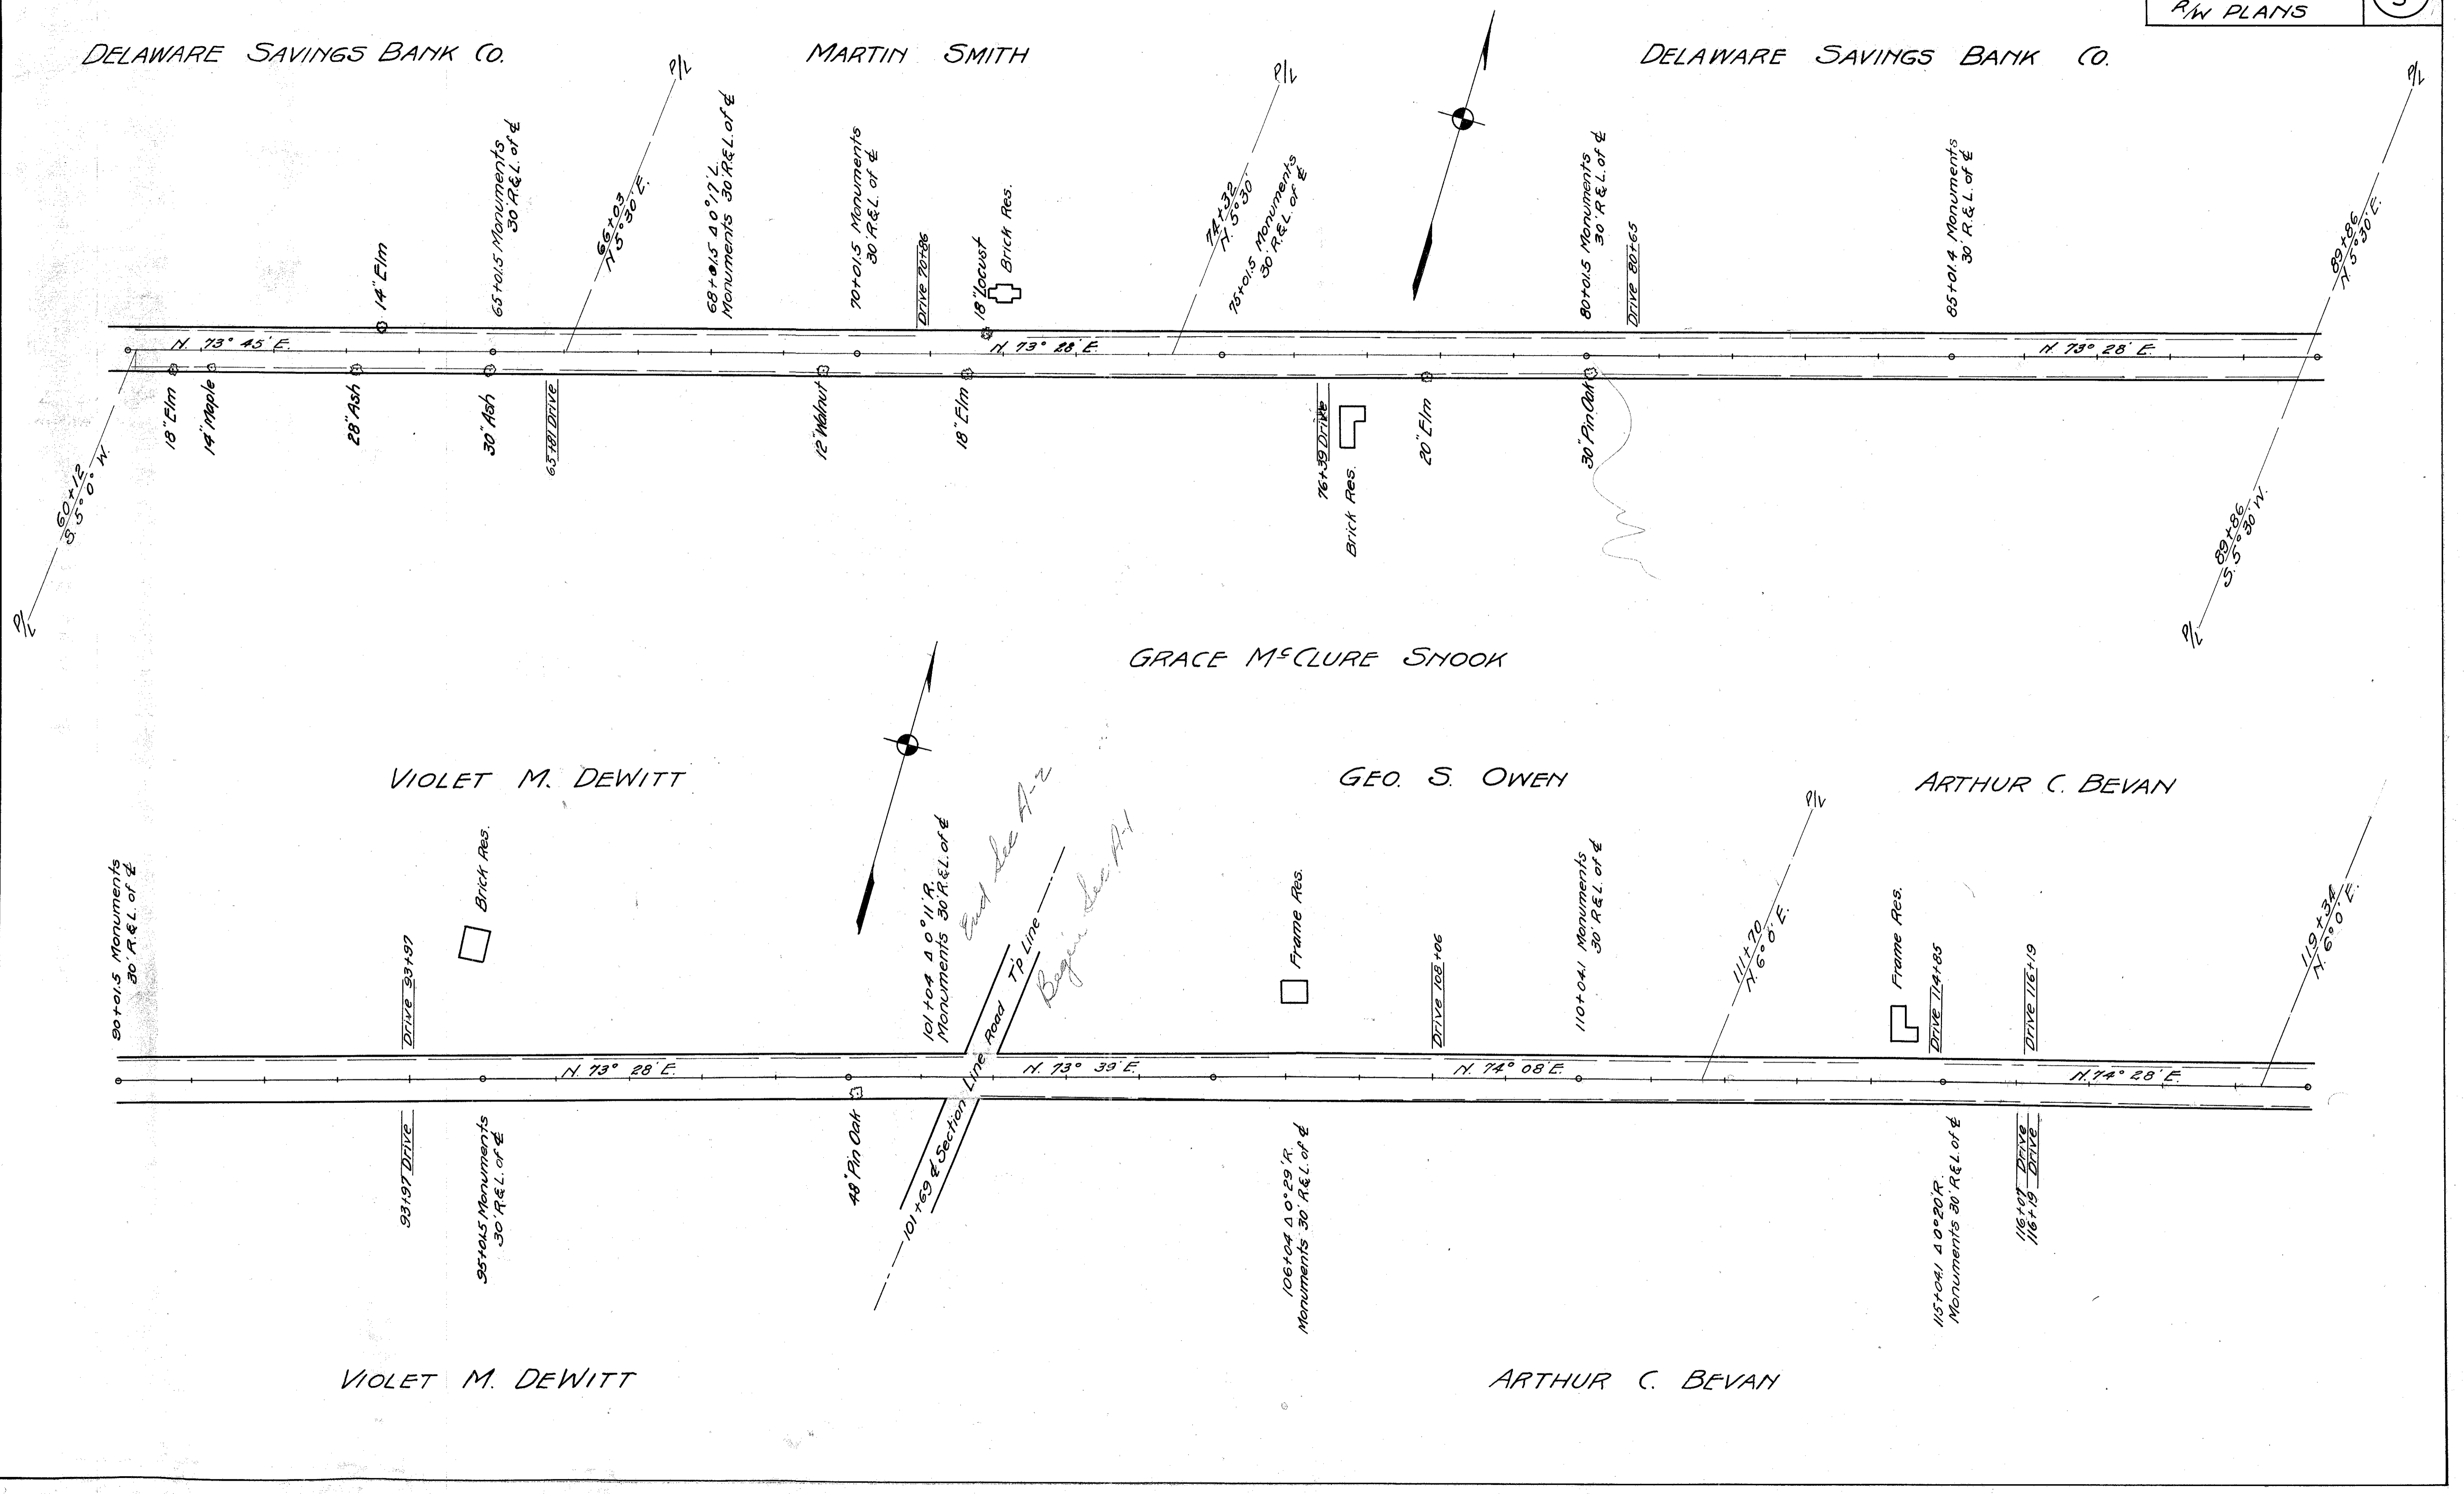 R/W PLANS
DELAWARE SAVINGS BANK CO.
MARTIN SMITH
DELAWARE SAVINGS BANK CO.
P/L
P/L
P/L
14" Elm
65+01.5 Monuments
30' R.& L. of ℄
66+03
N. 5° 30' E.
68+01.5 Δ 0° 17' L.
Monuments 30' R.& L. of ℄
70+01.5 Monuments
30' R.& L. of ℄
Drive 70+86
18" Locust
Brick Res.
74+32
N. 5° 30'
75+01.5 Monuments
30' R.& L. of ℄
80+01.5 Monuments
30' R.& L. of ℄
Drive 80+65
85+01.4 Monuments
30' R.& L. of ℄
89+86
N. 5° 30' E.
N. 73° 45' E.
N. 73° 28' E.
N. 73° 28' E.
60+12
S. 5° 0' W.
P/L
18" Elm
14" Maple
28" Ash
30" Ash
65+81 Drive
12" Walnut
18" Elm
76+39 Drive
Brick Res.
20" Elm
30" Pin Oak
89+86
S. 5° 30' W.
P/L
GRACE McCLURE SNOOK
VIOLET M. DEWITT
GEO. S. OWEN
ARTHUR C. BEVAN
P/L
90+01.5 Monuments
30' R.& L. of ℄
Drive 93+97
Brick Res.
101+04 Δ 0° 11' R.
Monuments 30' R.& L. of ℄
End Sec A-2
Begin Sec. A-1
Frame Res.
Drive 108+06
110+04.1 Monuments
30' R.& L. of ℄
111+70
N. 6° 0' E.
Frame Res.
Drive 114+85
Drive 116+19
119+34
N. 6° 0' E.
N. 73° 28' E.
N. 73° 39' E.
N. 74° 08' E.
N. 74° 28' E.
93+97 Drive
95+01.5 Monuments
30' R.& L. of ℄
48" Pin Oak
101+69 ℄ Section Line Road T'p Line
106+04 Δ 0° 29' R.
Monuments 30' R.& L. of ℄
115+04.1 Δ 0° 20' R.
Monuments 30' R.& L. of ℄
116+07 Drive
116+19 Drive
VIOLET M. DEWITT
ARTHUR C. BEVAN